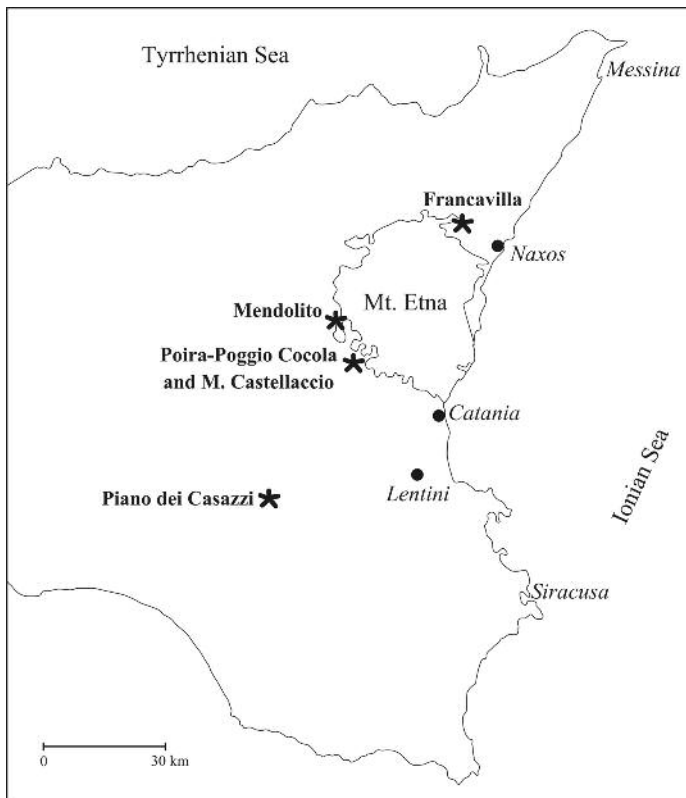 Tyrrhenian Sea
Messina
Francavilla
Naxos
Mt. Etna
Mendolito
Poira-Poggio Cocola
and M. Castellaccio
Catania
Ionian Sea
Lentini
Piano dei Casazzi
Siracusa
0 30 km